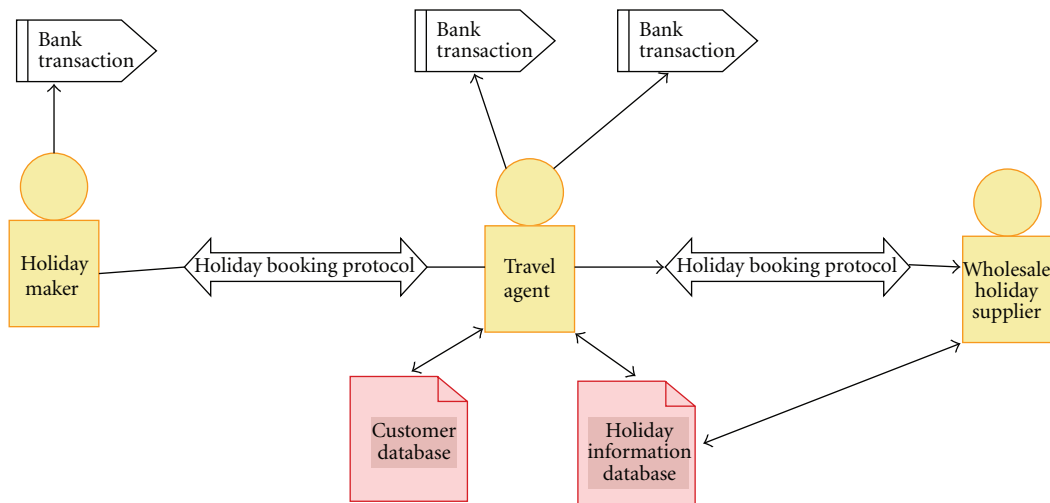 Bank
transaction
Bank
transaction
Bank
transaction
Holiday
maker
Holiday booking protocol
Travel
agent
Holiday booking protocol
Wholesale
holiday
supplier
Customer
database
Holiday
information
database